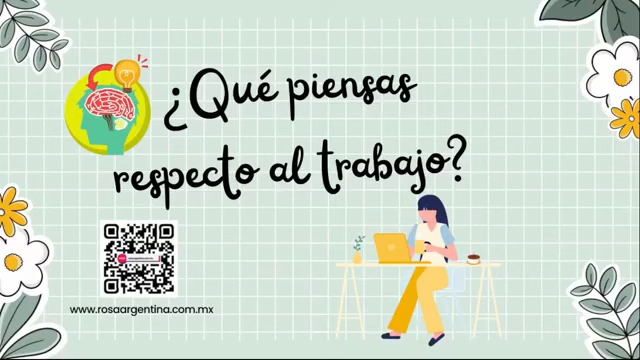 ¿Qué piensas
respecto al trabajo?
www.rosaargentina.com.mx